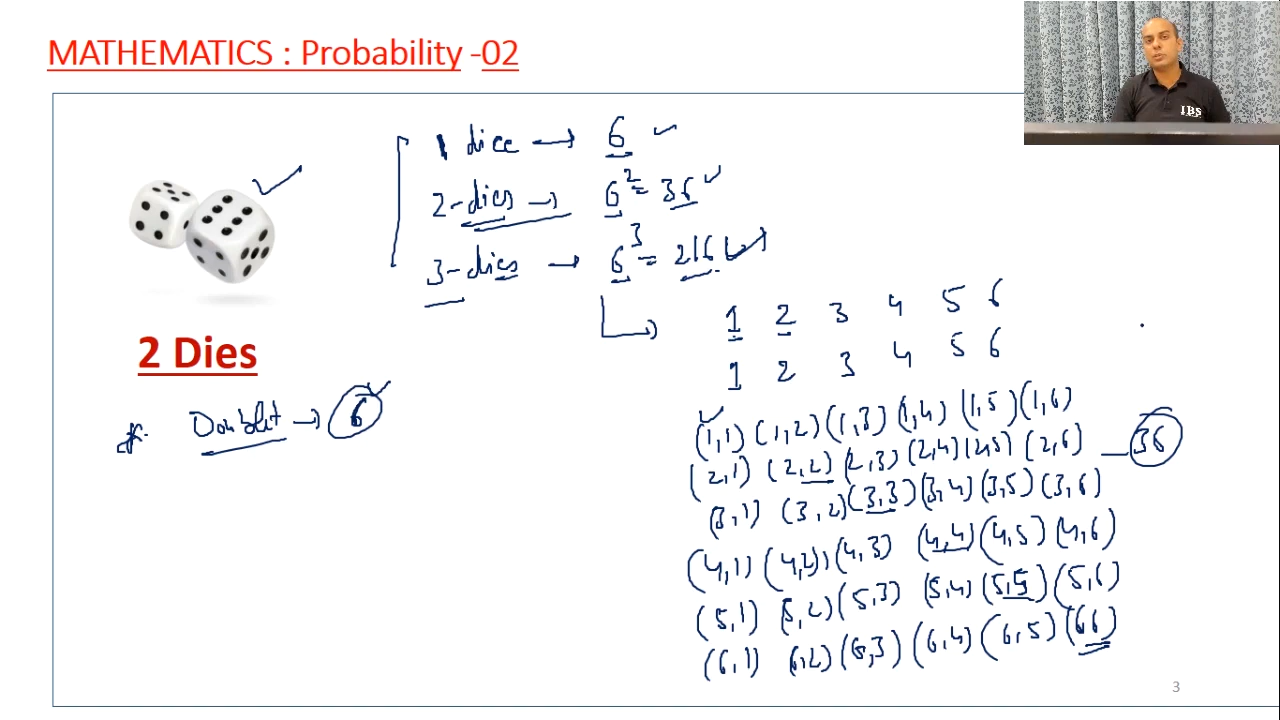 MATHEMATICS : Probability -02
IBS
1 dice → 6 ✓
2-dies → 6² = 36 ✓
3-dies → 6³ = 216 ✓
1 2 3 4 5 6
1 2 3 4 5 6
2 Dies
Doublet → 6
(1,1) (1,2) (1,3) (1,4) (1,5) (1,6)
(2,1) (2,2) (2,3) (2,4) (2,5) (2,6) — 36
(3,1) (3,2) (3,3) (3,4) (3,5) (3,6)
(4,1) (4,2) (4,3) (4,4) (4,5) (4,6)
(5,1) (5,2) (5,3) (5,4) (5,5) (5,6)
(6,1) (6,2) (6,3) (6,4) (6,5) (66)
3